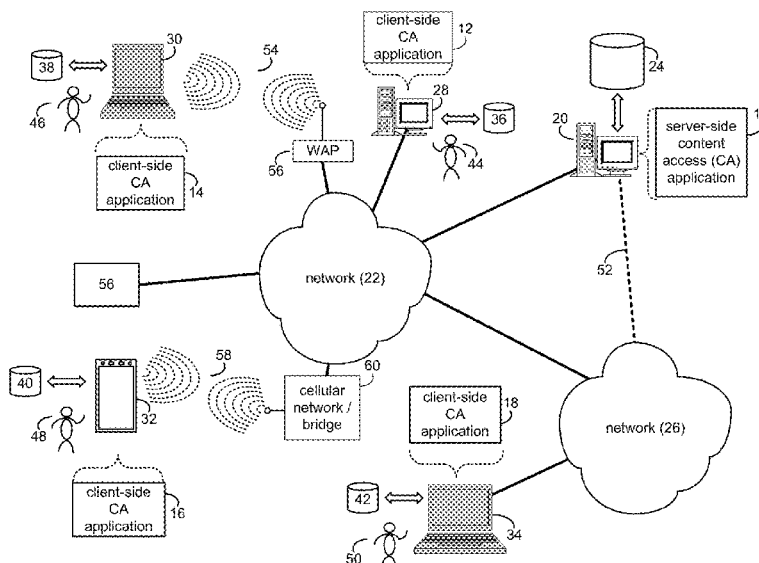 30
54
client-side
CA
application
12
24
38
46
28
36
44
20
server-side
content
access (CA)
application
1
WAP
56
client-side
CA
application
14
network (22)
52
56
58
60
40
32
48
cellular
network /
bridge
client-side
CA
application
18
network (26)
client-side
CA
application
16
42
34
50